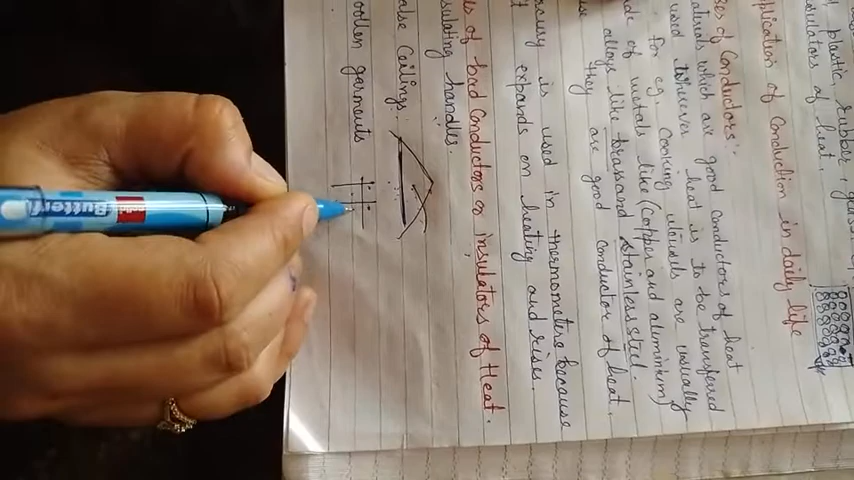 plastic, rubber, glass
insulators of heat.
Application of Conduction in daily life
Uses of Conductors:
Materials which are good conductors of heat
used wherever heat is to be transferred
For eg. Cooking utensils are usually
made of metals like (Copper and aluminium)
alloys like brass and stainless steel.
they are good conductor of heat.
Mercury is used in thermometers because
it expands on heating and rises.
Uses of bad Conductors or insulators of Heat
Insulating handles.
False Ceilings.
Woollen garments
Butterflow
cello